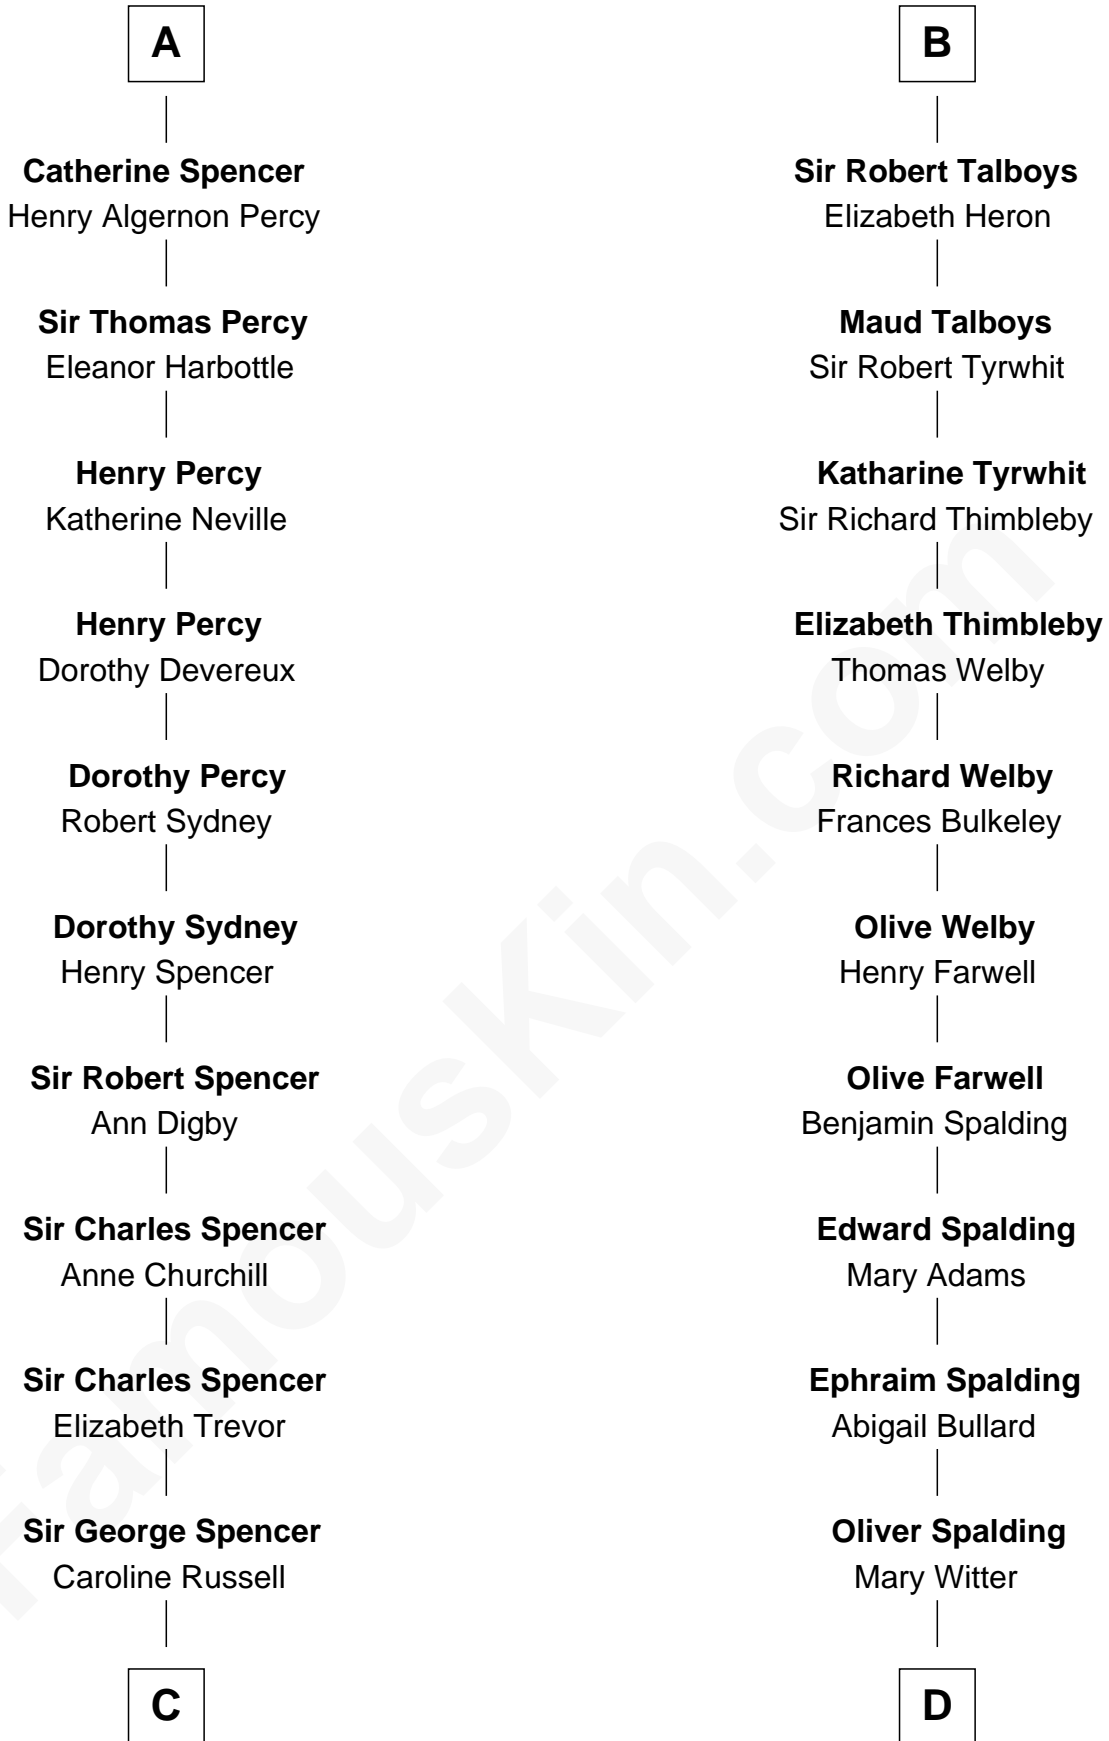 A
Catherine Spencer
Henry Algernon Percy
Sir Thomas Percy
Eleanor Harbottle
Henry Percy
Katherine Neville
Henry Percy
Dorothy Devereux
Dorothy Percy
Robert Sydney
Dorothy Sydney
Henry Spencer
Sir Robert Spencer
Ann Digby
Sir Charles Spencer
Anne Churchill
Sir Charles Spencer
Elizabeth Trevor
Sir George Spencer
Caroline Russell
C
B
Sir Robert Talboys
Elizabeth Heron
Maud Talboys
Sir Robert Tyrwhit
Katharine Tyrwhit
Sir Richard Thimbleby
Elizabeth Thimbleby
Thomas Welby
Richard Welby
Frances Bulkeley
Olive Welby
Henry Farwell
Olive Farwell
Benjamin Spalding
Edward Spalding
Mary Adams
Ephraim Spalding
Abigail Bullard
Oliver Spalding
Mary Witter
D
FamousKin.com